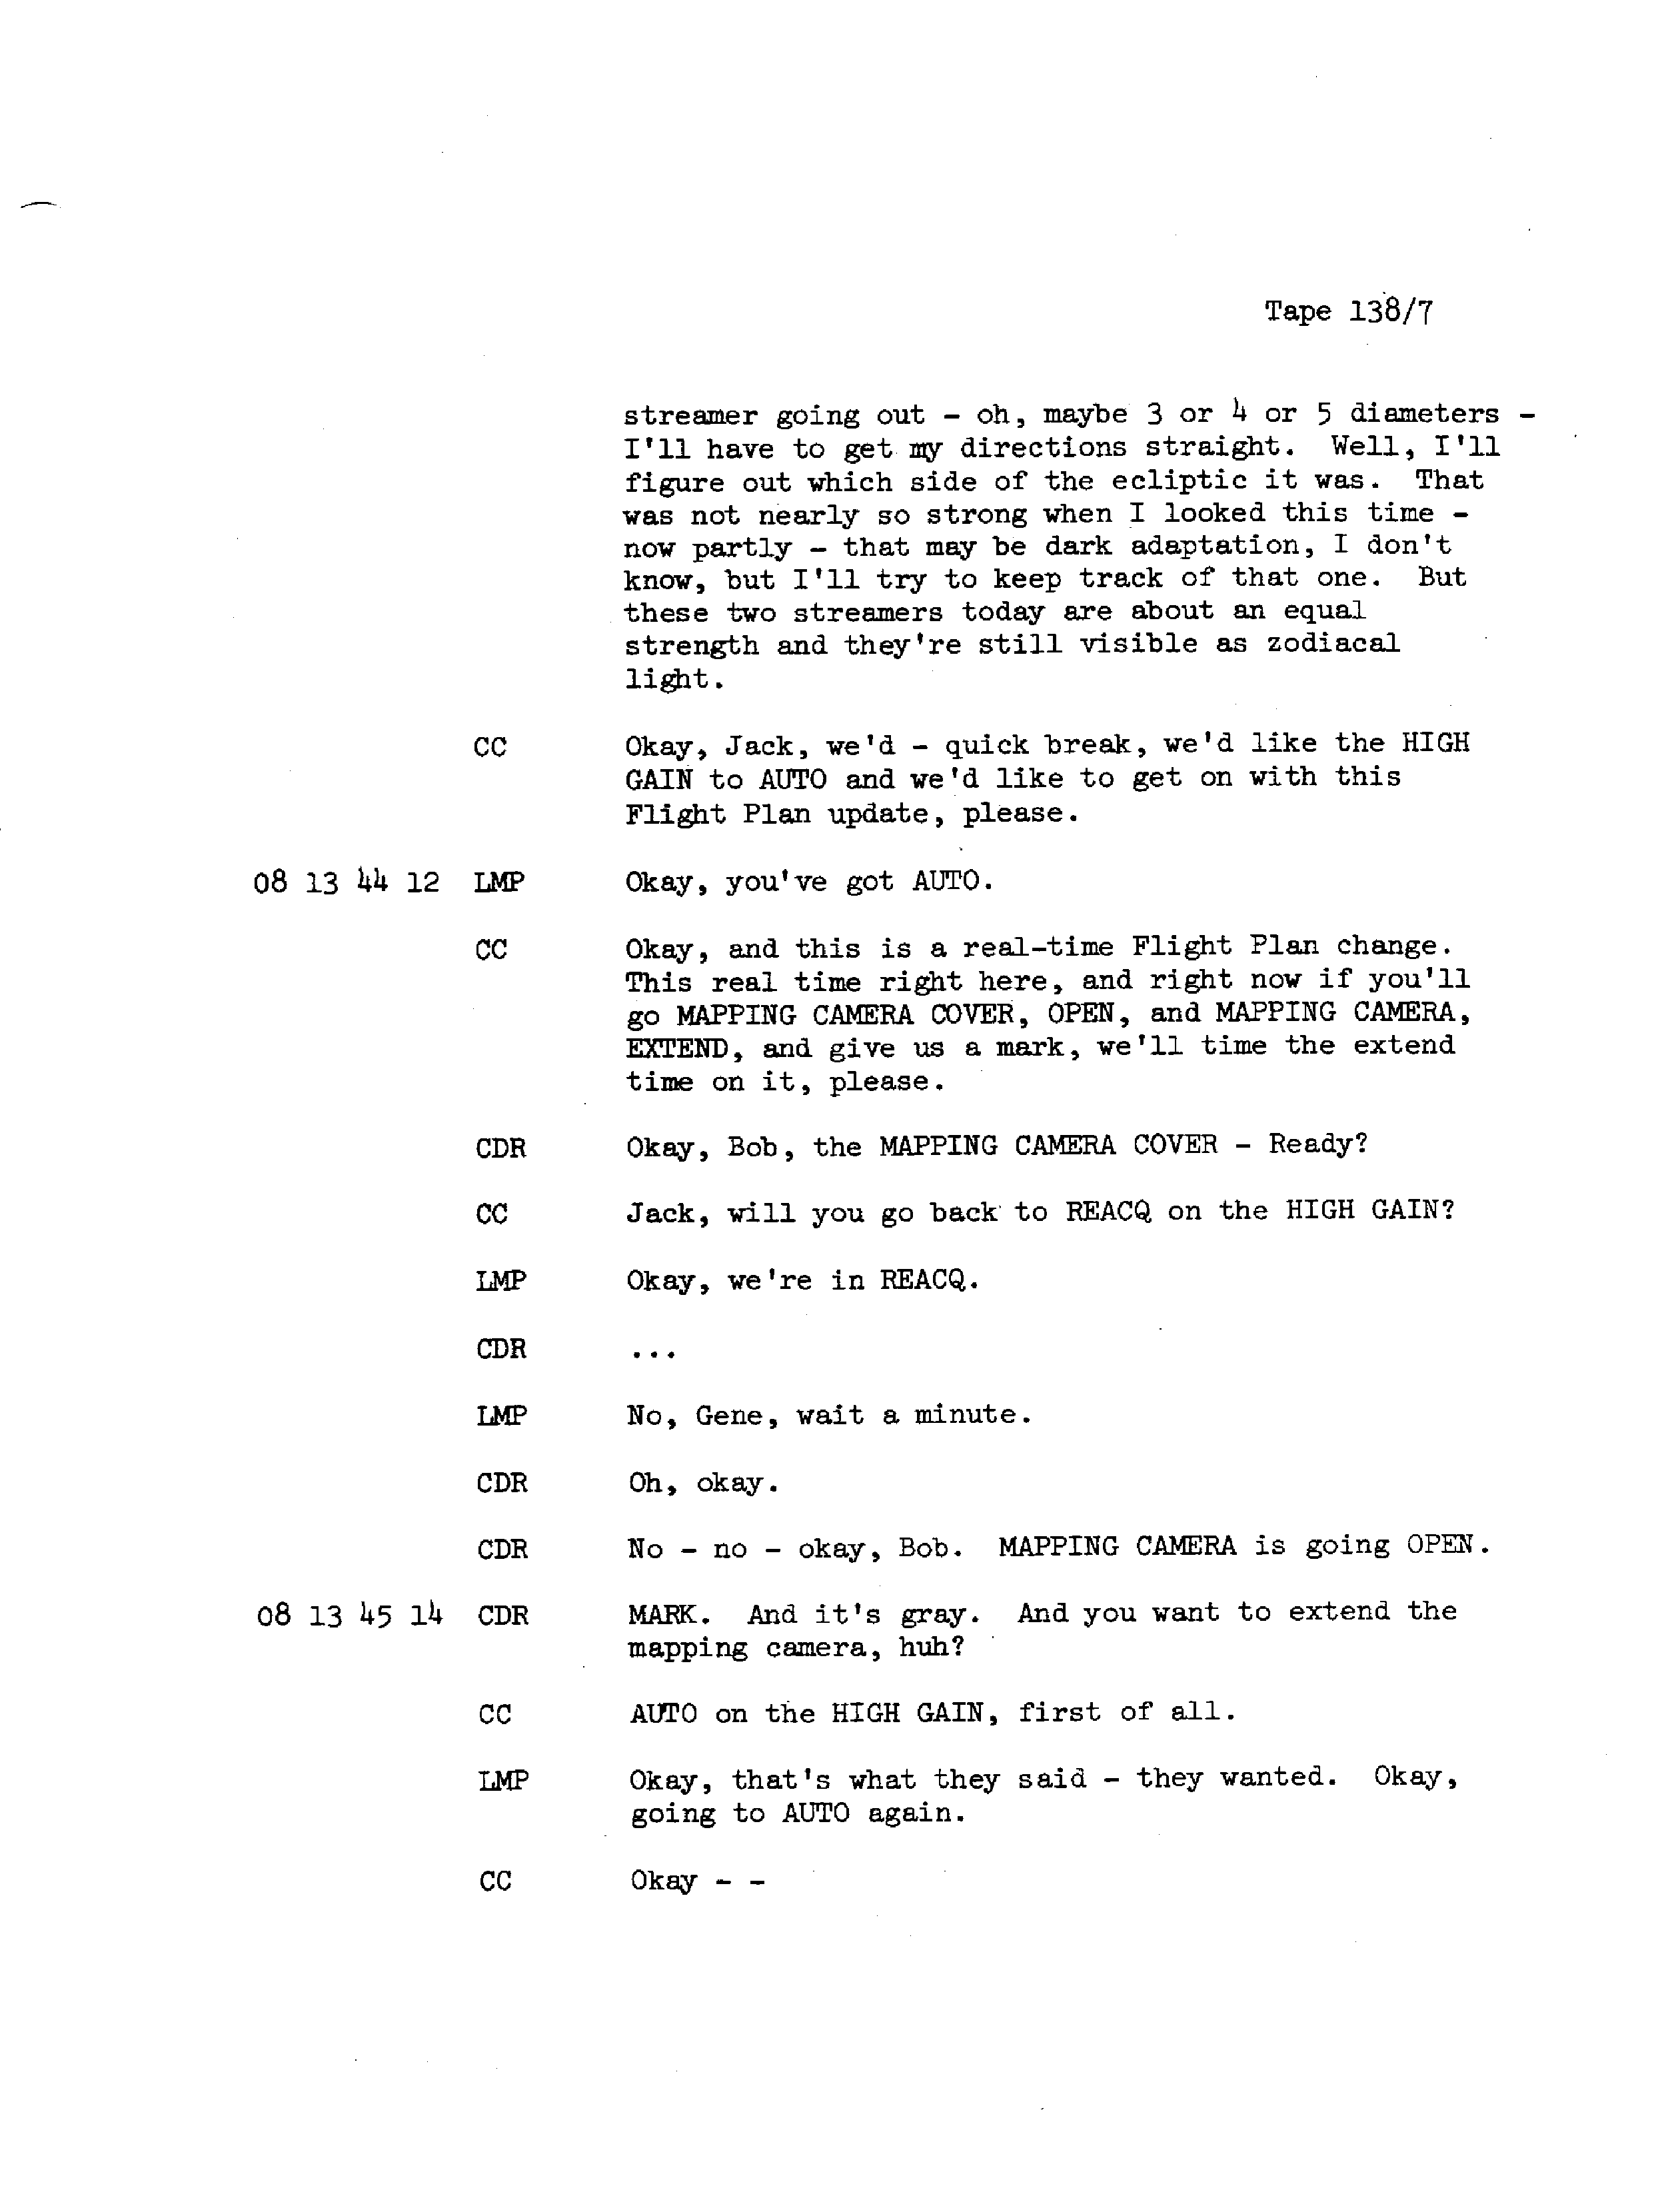 Tape 138/7
streamer going out - oh, maybe 3 or 4 or 5 diameters -
I'll have to get my directions straight. Well, I'll
figure out which side of the ecliptic it was. That
was not nearly so strong when I looked this time -
now partly - that may be dark adaptation, I don't
know, but I'll try to keep track of that one. But
these two streamers today are about an equal
strength and they're still visible as zodiacal
light.
CC Okay, Jack, we'd - quick break, we'd like the HIGH
GAIN to AUTO and we'd like to get on with this
Flight Plan update, please.
08 13 44 12 LMP Okay, you've got AUTO.
CC Okay, and this is a real-time Flight Plan change.
This real time right here, and right now if you'll
go MAPPING CAMERA COVER, OPEN, and MAPPING CAMERA,
EXTEND, and give us a mark, we'll time the extend
time on it, please.
CDR Okay, Bob, the MAPPING CAMERA COVER - Ready?
CC Jack, will you go back to REACQ on the HIGH GAIN?
LMP Okay, we're in REACQ.
CDR ...
LMP No, Gene, wait a minute.
CDR Oh, okay.
CDR No - no - okay, Bob. MAPPING CAMERA is going OPEN.
08 13 45 14 CDR MARK. And it's gray. And you want to extend the
mapping camera, huh?
CC AUTO on the HIGH GAIN, first of all.
LMP Okay, that's what they said - they wanted. Okay,
going to AUTO again.
CC Okay - -